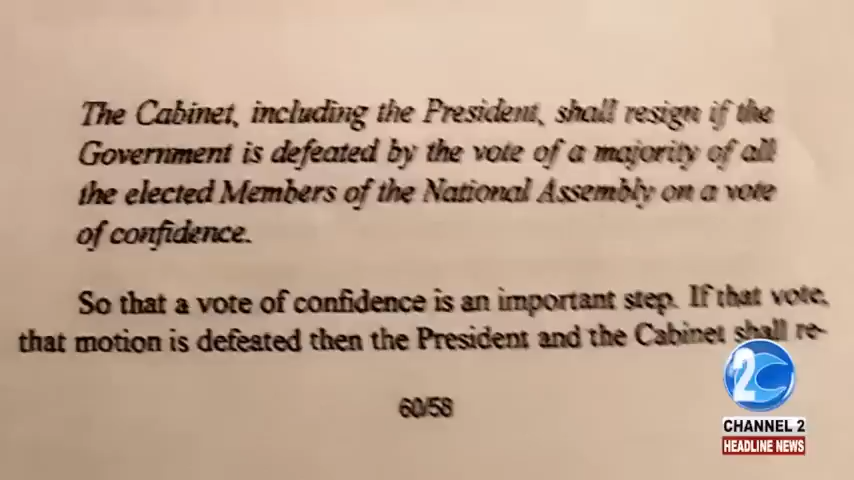 The Cabinet, including the President, shall resign if the
Government is defeated by the vote of a majority of all
the elected Members of the National Assembly on a vote
of confidence.
So that a vote of confidence is an important step. If that vote,
that motion is defeated then the President and the Cabinet shall re-
60/58
2
CHANNEL 2
HEADLINE NEWS